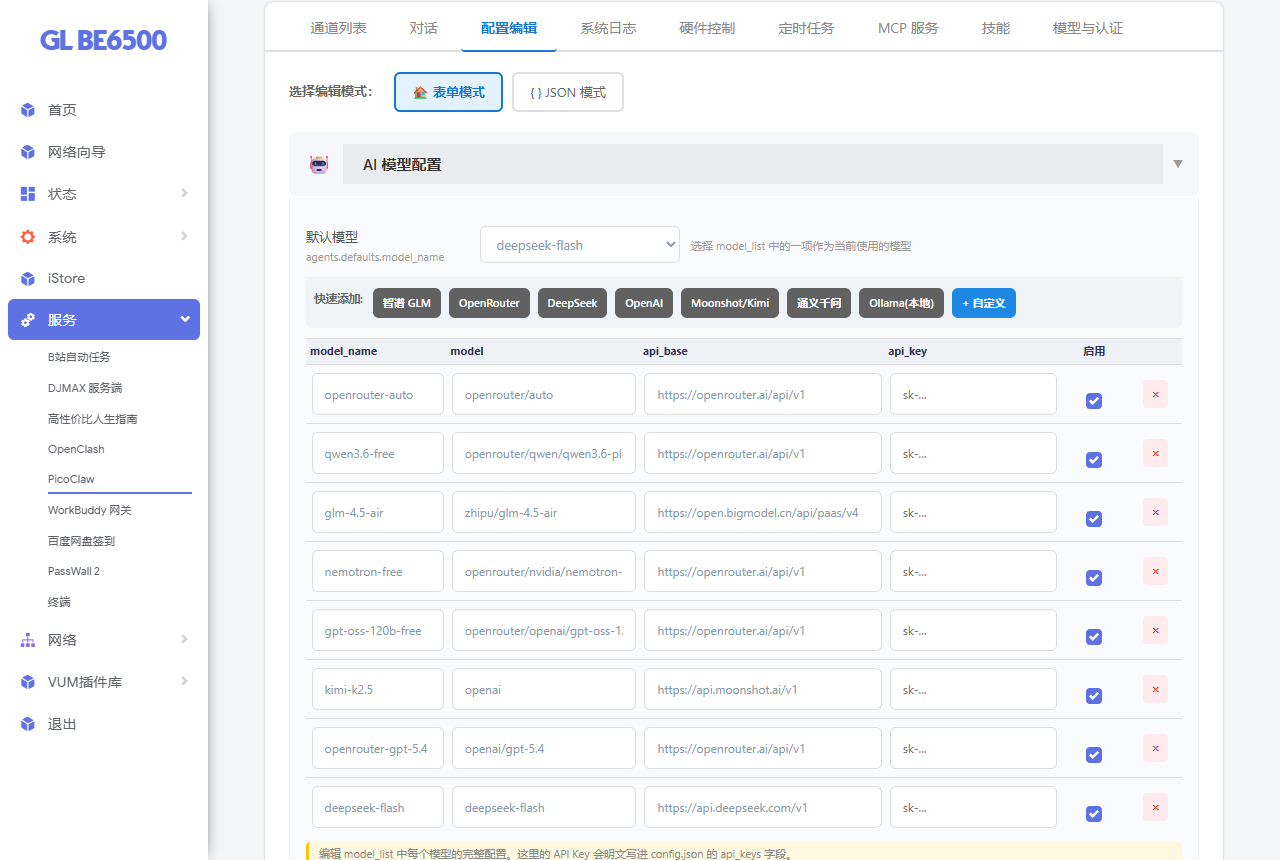 GL BE6500
首页
网络向导
状态
系统
iStore
服务
B站自动任务
DJMAX 服务端
高性价比人生指南
OpenClash
PicoClaw
WorkBuddy 网关
百度网盘签到
PassWall 2
终端
网络
VUM插件库
退出
通道列表 对话 配置编辑 系统日志 硬件控制 定时任务 MCP 服务 技能 模型与认证
选择编辑模式： 表单模式 { } JSON 模式
AI 模型配置
默认模型 deepseek-flash 选择 model_list 中的一项作为当前使用的模型
agents.defaults.model_name
快速添加: 智谱 GLM OpenRouter DeepSeek OpenAI Moonshot/Kimi 通义千问 Ollama(本地) + 自定义
model_name model api_base api_key 启用
openrouter-auto openrouter/auto https://openrouter.ai/api/v1 sk-... ×
qwen3.6-free openrouter/qwen/qwen3.6-pl https://openrouter.ai/api/v1 sk-... ×
glm-4.5-air zhipu/glm-4.5-air https://open.bigmodel.cn/api/paas/v4 sk-... ×
nemotron-free openrouter/nvidia/nemotron- https://openrouter.ai/api/v1 sk-... ×
gpt-oss-120b-free openrouter/openai/gpt-oss-12 https://openrouter.ai/api/v1 sk-... ×
kimi-k2.5 openai https://api.moonshot.ai/v1 sk-... ×
openrouter-gpt-5.4 openai/gpt-5.4 https://openrouter.ai/api/v1 sk-... ×
deepseek-flash deepseek-flash https://api.deepseek.com/v1 sk-... ×
编辑 model_list 中每个模型的完整配置。这里的 API Key 会明文写进 config.json 的 api_keys 字段。